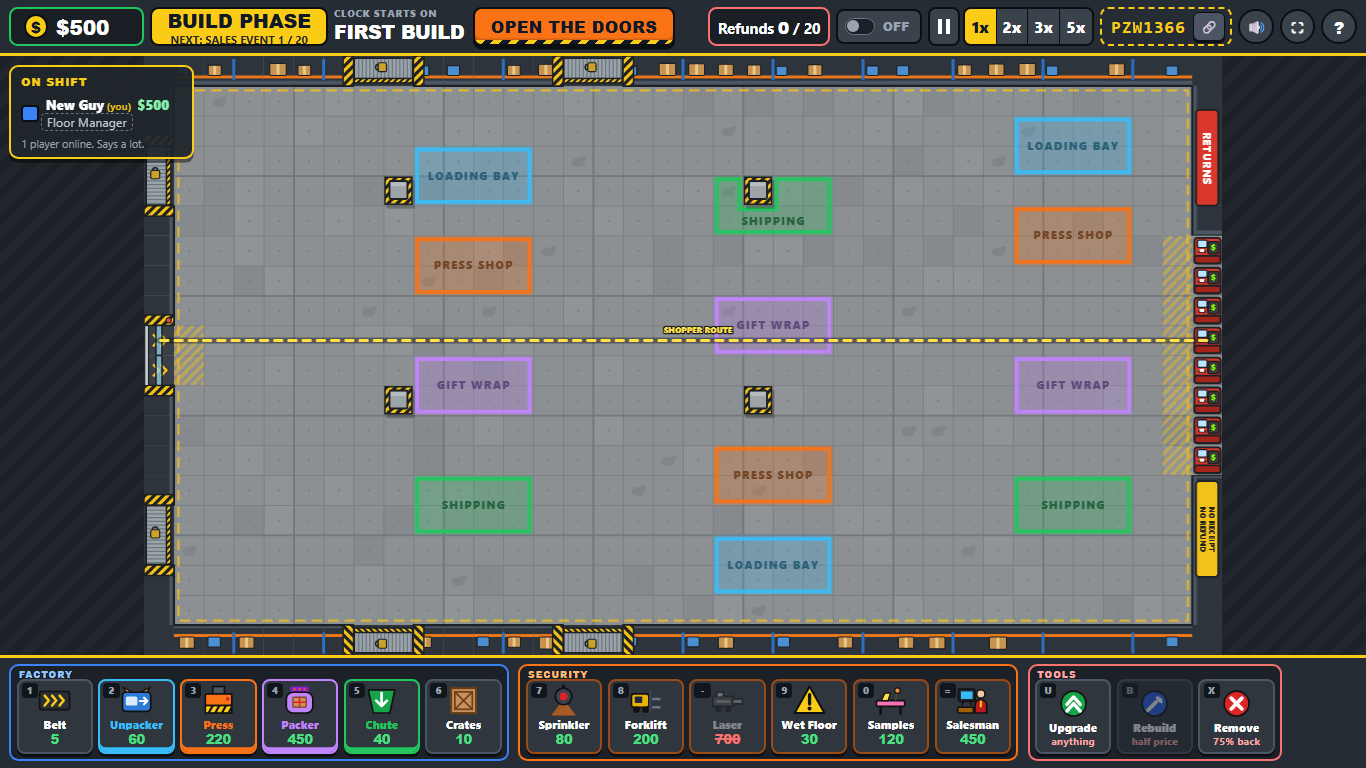 $500
BUILD PHASE
NEXT: SALES EVENT 1 / 20
CLOCK STARTS ON
FIRST BUILD
OPEN THE DOORS
Refunds 0 / 20
OFF
1x
2x
3x
5x
PZW1366
?
ON SHIFT
New Guy (you) $500
Floor Manager
1 player online. Says a lot.
LOADING BAY
LOADING BAY
RETURNS
SHIPPING
PRESS SHOP
PRESS SHOP
GIFT WRAP
SHOPPER ROUTE
GIFT WRAP
GIFT WRAP
PRESS SHOP
SHIPPING
SHIPPING
NO RECEIPT
NO REFUND
LOADING BAY
FACTORY
1
Belt
5
2
Unpacker
60
3
Press
220
4
Packer
450
5
Chute
40
6
Crates
10
SECURITY
7
Sprinkler
80
8
Forklift
200
-
Laser
700
9
Wet Floor
30
0
Samples
120
=
Salesman
450
TOOLS
U
Upgrade
anything
B
Rebuild
half price
X
Remove
75% back